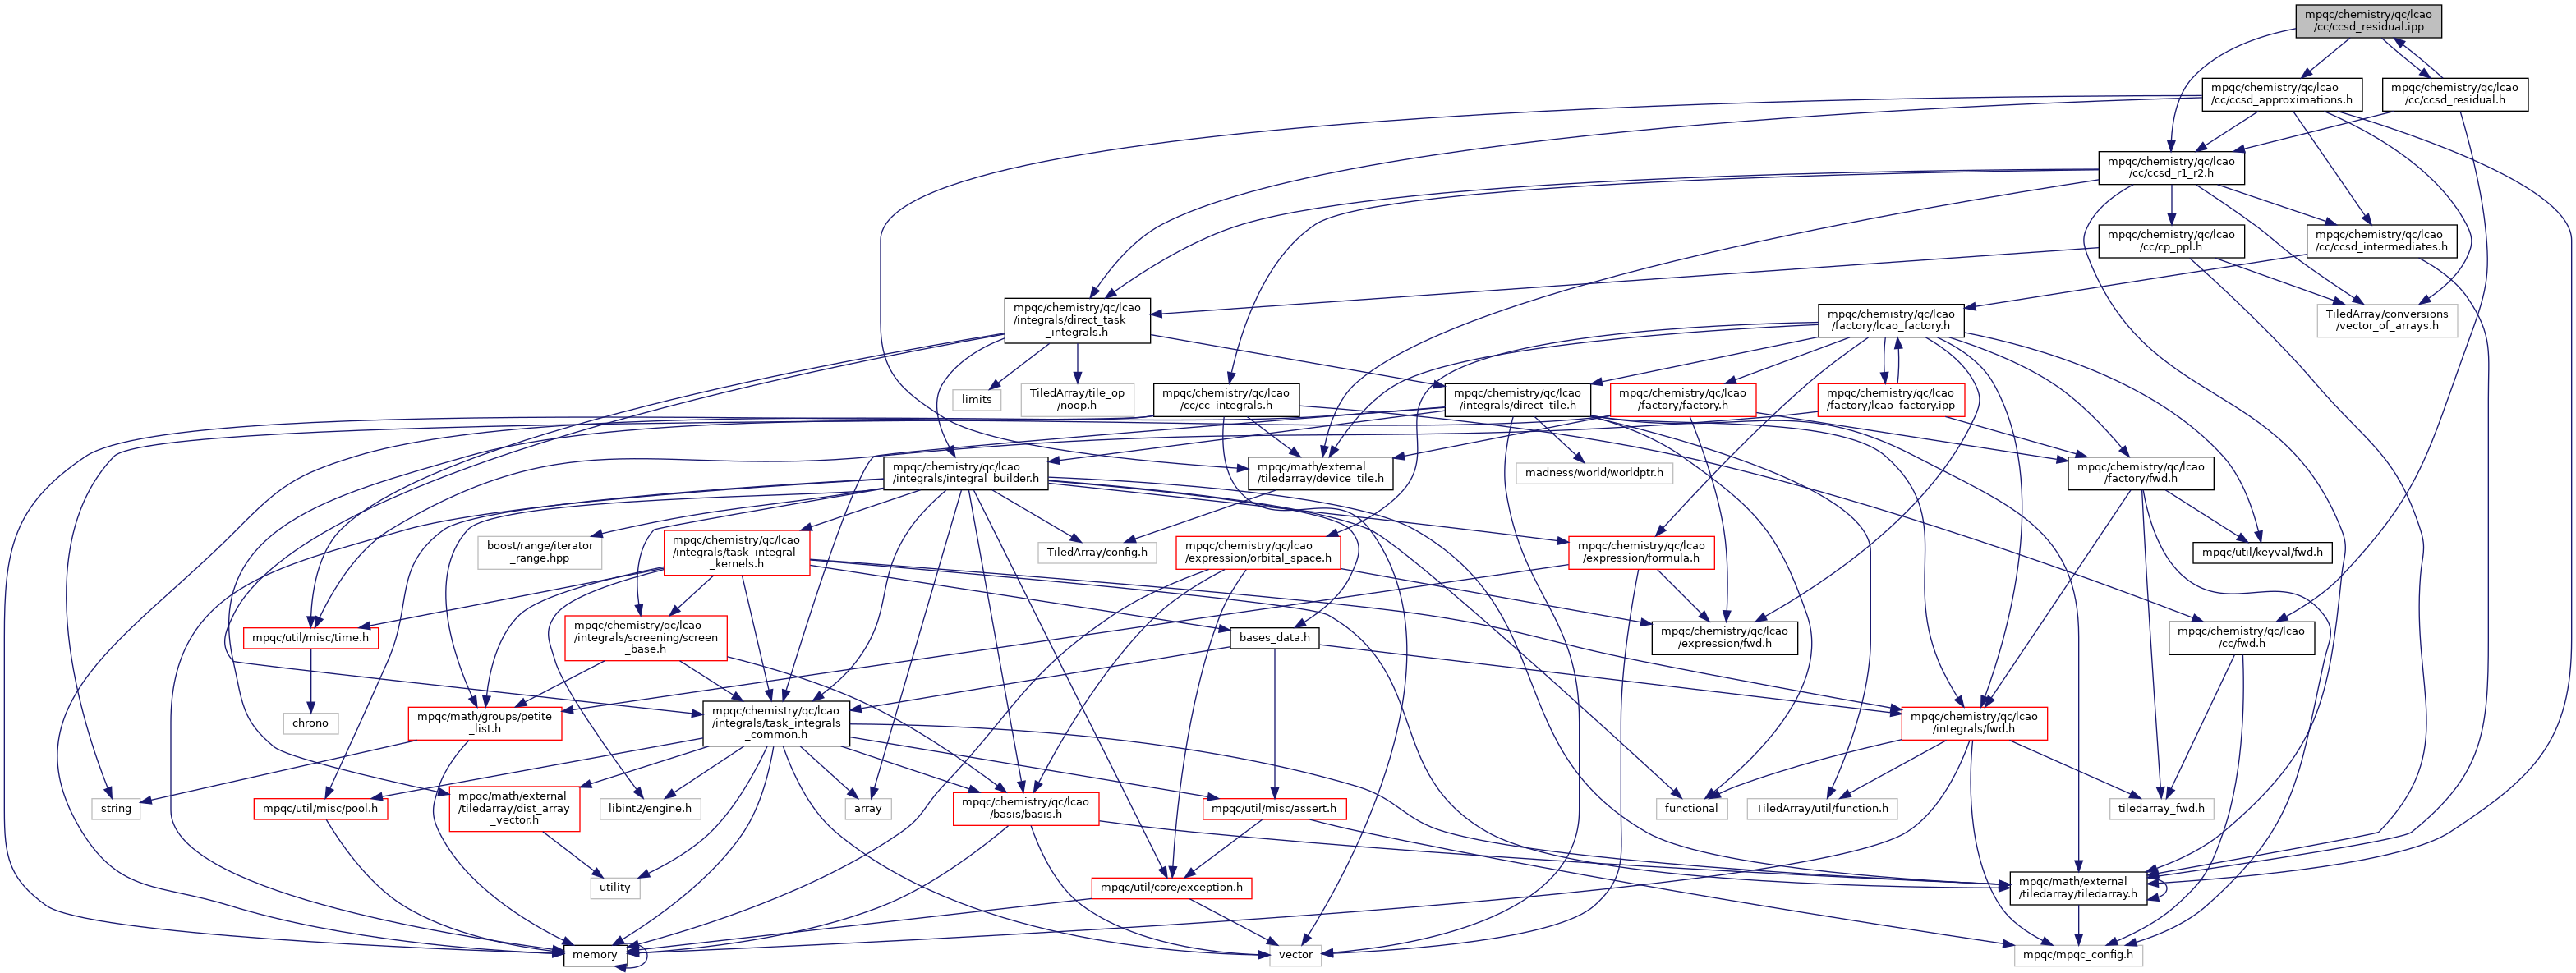 mpqc/chemistry/qc/lcao
/cc/ccsd_residual.ipp
mpqc/chemistry/qc/lcao
/cc/ccsd_approximations.h
mpqc/chemistry/qc/lcao
/cc/ccsd_residual.h
mpqc/chemistry/qc/lcao
/cc/ccsd_r1_r2.h
mpqc/chemistry/qc/lcao
/cc/cp_ppl.h
mpqc/chemistry/qc/lcao
/cc/ccsd_intermediates.h
mpqc/chemistry/qc/lcao
/integrals/direct_task
_integrals.h
mpqc/chemistry/qc/lcao
/factory/lcao_factory.h
TiledArray/conversions
/vector_of_arrays.h
limits
TiledArray/tile_op
/noop.h
mpqc/chemistry/qc/lcao
/cc/cc_integrals.h
mpqc/chemistry/qc/lcao
/integrals/direct_tile.h
mpqc/chemistry/qc/lcao
/factory/factory.h
mpqc/chemistry/qc/lcao
/factory/lcao_factory.ipp
mpqc/chemistry/qc/lcao
/integrals/integral_builder.h
mpqc/math/external
/tiledarray/device_tile.h
madness/world/worldptr.h
mpqc/chemistry/qc/lcao
/factory/fwd.h
boost/range/iterator
_range.hpp
mpqc/chemistry/qc/lcao
/integrals/task_integral
_kernels.h
TiledArray/config.h
mpqc/chemistry/qc/lcao
/expression/orbital_space.h
mpqc/chemistry/qc/lcao
/expression/formula.h
mpqc/util/keyval/fwd.h
mpqc/util/misc/time.h
mpqc/chemistry/qc/lcao
/integrals/screening/screen
_base.h
bases_data.h
mpqc/chemistry/qc/lcao
/expression/fwd.h
mpqc/chemistry/qc/lcao
/cc/fwd.h
chrono
mpqc/math/groups/petite
_list.h
mpqc/chemistry/qc/lcao
/integrals/task_integrals
_common.h
mpqc/chemistry/qc/lcao
/integrals/fwd.h
string
mpqc/util/misc/pool.h
mpqc/math/external
/tiledarray/dist_array
_vector.h
libint2/engine.h
array
mpqc/chemistry/qc/lcao
/basis/basis.h
mpqc/util/misc/assert.h
functional
TiledArray/util/function.h
tiledarray_fwd.h
utility
mpqc/util/core/exception.h
mpqc/math/external
/tiledarray/tiledarray.h
memory
vector
mpqc/mpqc_config.h